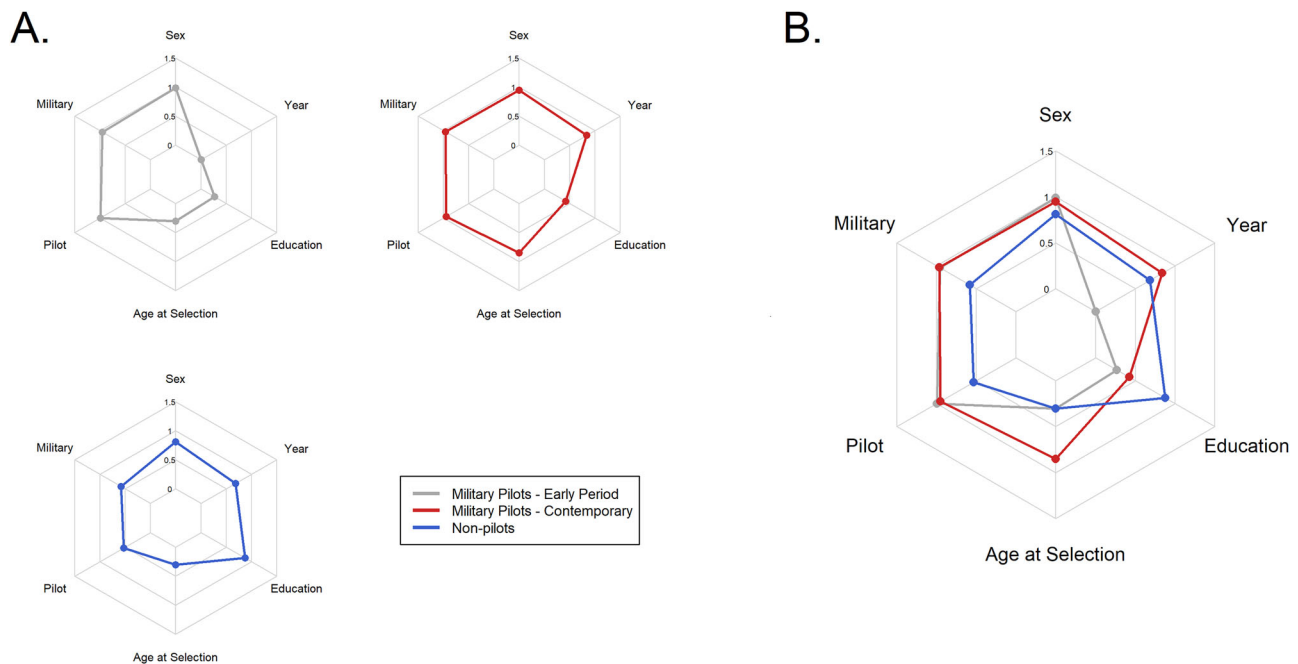 A.
Sex
1.5
1
0.5
0
Military
Year
Pilot
Education
Age at Selection
Sex
1.5
1
0.5
0
Military
Year
Pilot
Education
Age at Selection
Sex
1.5
1
0.5
0
Military
Year
Pilot
Education
Age at Selection
Military Pilots - Early Period
Military Pilots - Contemporary
Non-pilots
B.
Sex
1.5
1
0.5
0
Military
Year
Pilot
Education
Age at Selection